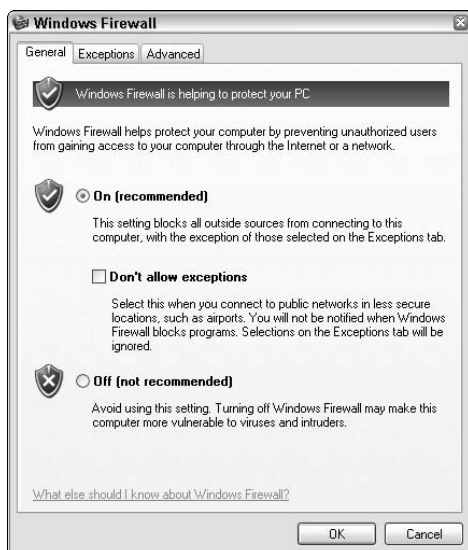 Windows Firewall
General
Exceptions
Advanced
Windows Firewall is helping to protect your PC
Windows Firewall helps protect your computer by preventing unauthorized users
from gaining access to your computer through the Internet or a network.
On (recommended)
This setting blocks all outside sources from connecting to this
computer, with the exception of those selected on the Exceptions tab.
Don't allow exceptions
Select this when you connect to public networks in less secure
locations, such as airports. You will not be notified when Windows
Firewall blocks programs. Selections on the Exceptions tab will be
ignored.
Off (not recommended)
Avoid using this setting. Turning off Windows Firewall may make this
computer more vulnerable to viruses and intruders.
What else should I know about Windows Firewall?
OK
Cancel